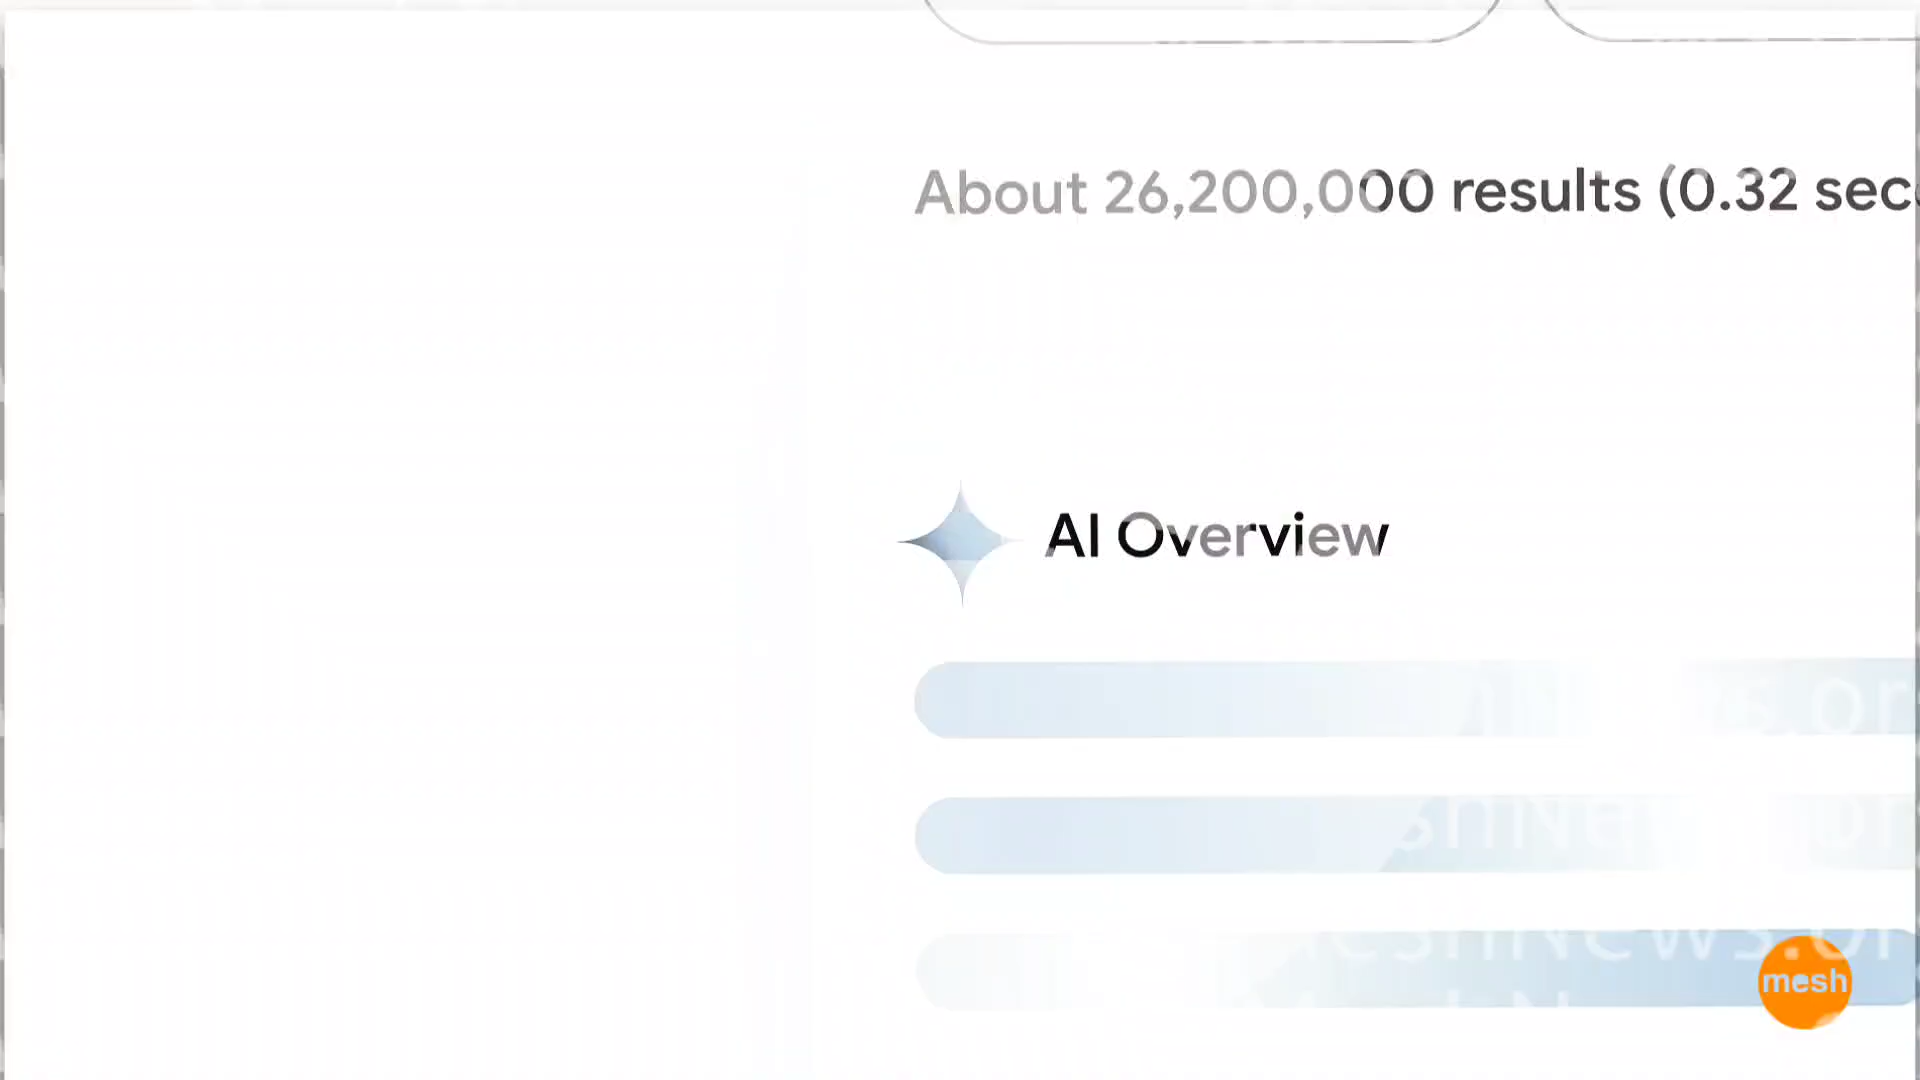 About 26,200,000 results (0.32 sec
AI Overview
mesh